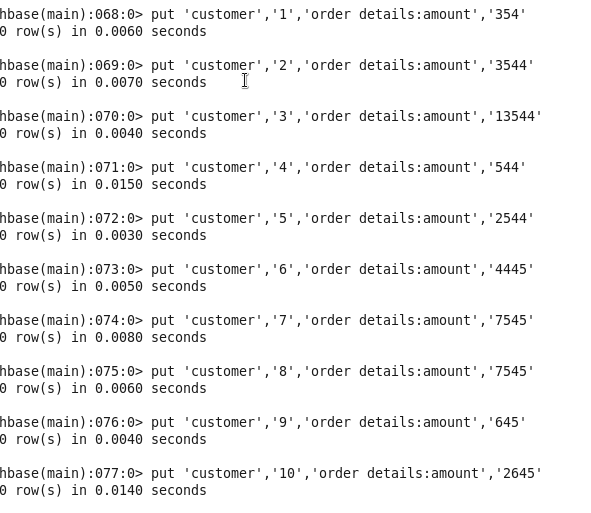 hbase(main):068:0> put 'customer','1','order details:amount','354'
0 row(s) in 0.0060 seconds
hbase(main):069:0> put 'customer','2','order details:amount','3544'
0 row(s) in 0.0070 seconds
hbase(main):070:0> put 'customer','3','order details:amount','13544'
0 row(s) in 0.0040 seconds
hbase(main):071:0> put 'customer','4','order details:amount','544'
0 row(s) in 0.0150 seconds
hbase(main):072:0> put 'customer','5','order details:amount','2544'
0 row(s) in 0.0030 seconds
hbase(main):073:0> put 'customer','6','order details:amount','4445'
0 row(s) in 0.0050 seconds
hbase(main):074:0> put 'customer','7','order details:amount','7545'
0 row(s) in 0.0080 seconds
hbase(main):075:0> put 'customer','8','order details:amount','7545'
0 row(s) in 0.0060 seconds
hbase(main):076:0> put 'customer','9','order details:amount','645'
0 row(s) in 0.0040 seconds
hbase(main):077:0> put 'customer','10','order details:amount','2645'
0 row(s) in 0.0140 seconds